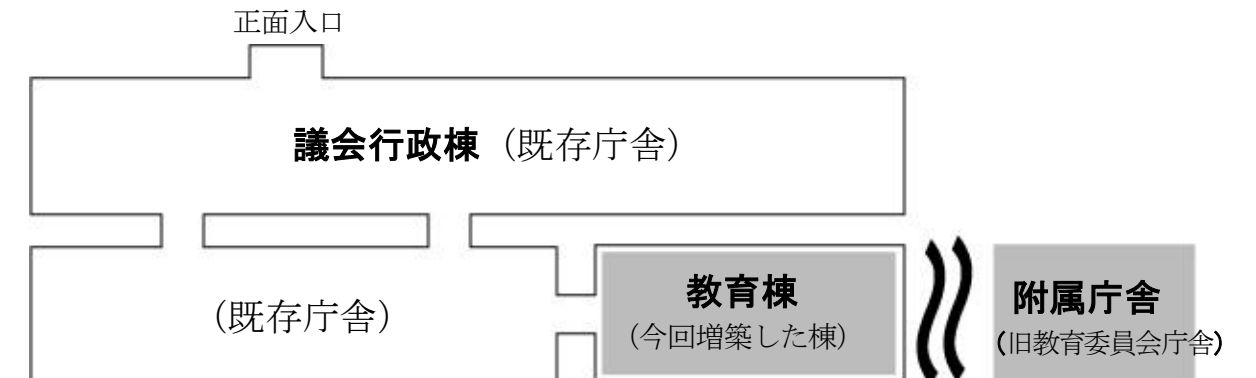 正面入口
議会行政棟（既存庁舎）
（既存庁舎）
教育棟
（今回増築した棟）
附属庁舎
（旧教育委員会庁舎）